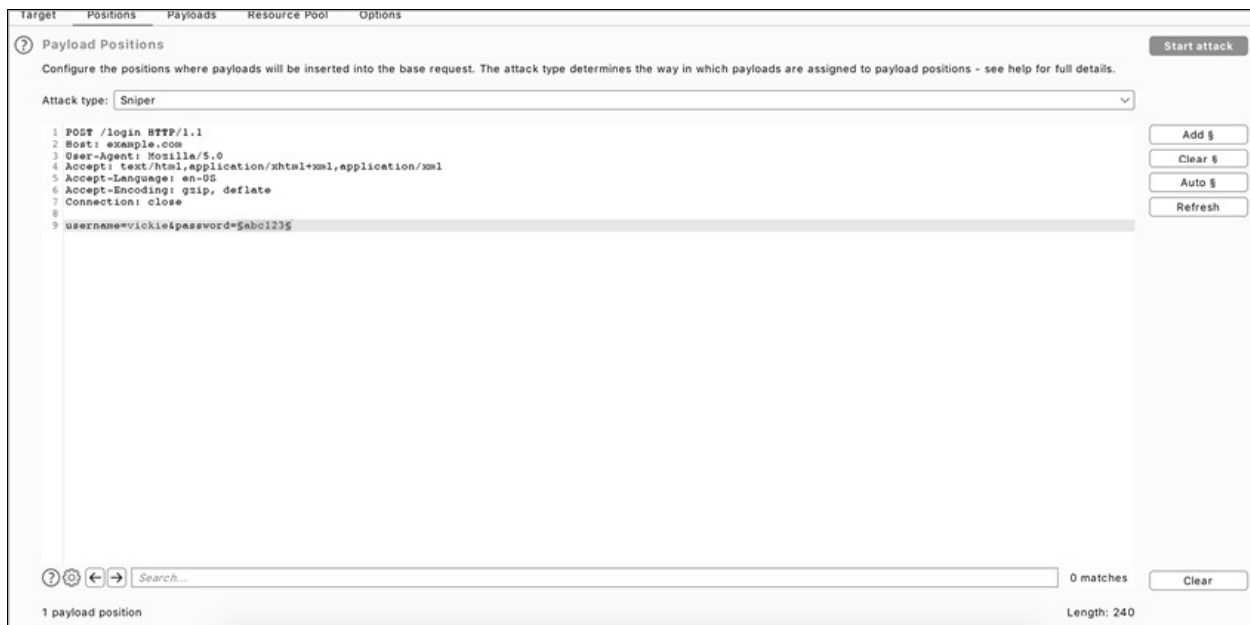 Target Positions Payloads Resource Pool Options
? Payload Positions
Start attack
Configure the positions where payloads will be inserted into the base request. The attack type determines the way in which payloads are assigned to payload positions - see help for full details.
Attack type: Sniper
1 POST /login HTTP/1.1
2 Host: example.com
3 User-Agent: Mozilla/5.0
4 Accept: text/html,application/xhtml+xml,application/xml
5 Accept-Language: en-US
6 Accept-Encoding: gzip, deflate
7 Connection: close
8
9 username=vickie&password=§abc123§
Add §
Clear §
Auto §
Refresh
? Search... 0 matches
Clear
1 payload position
Length: 240